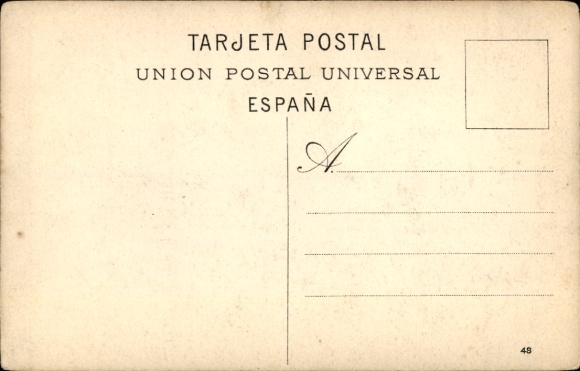 TARJETA POSTAL
UNION POSTAL UNIVERSAL
ESPAÑA
A.
48